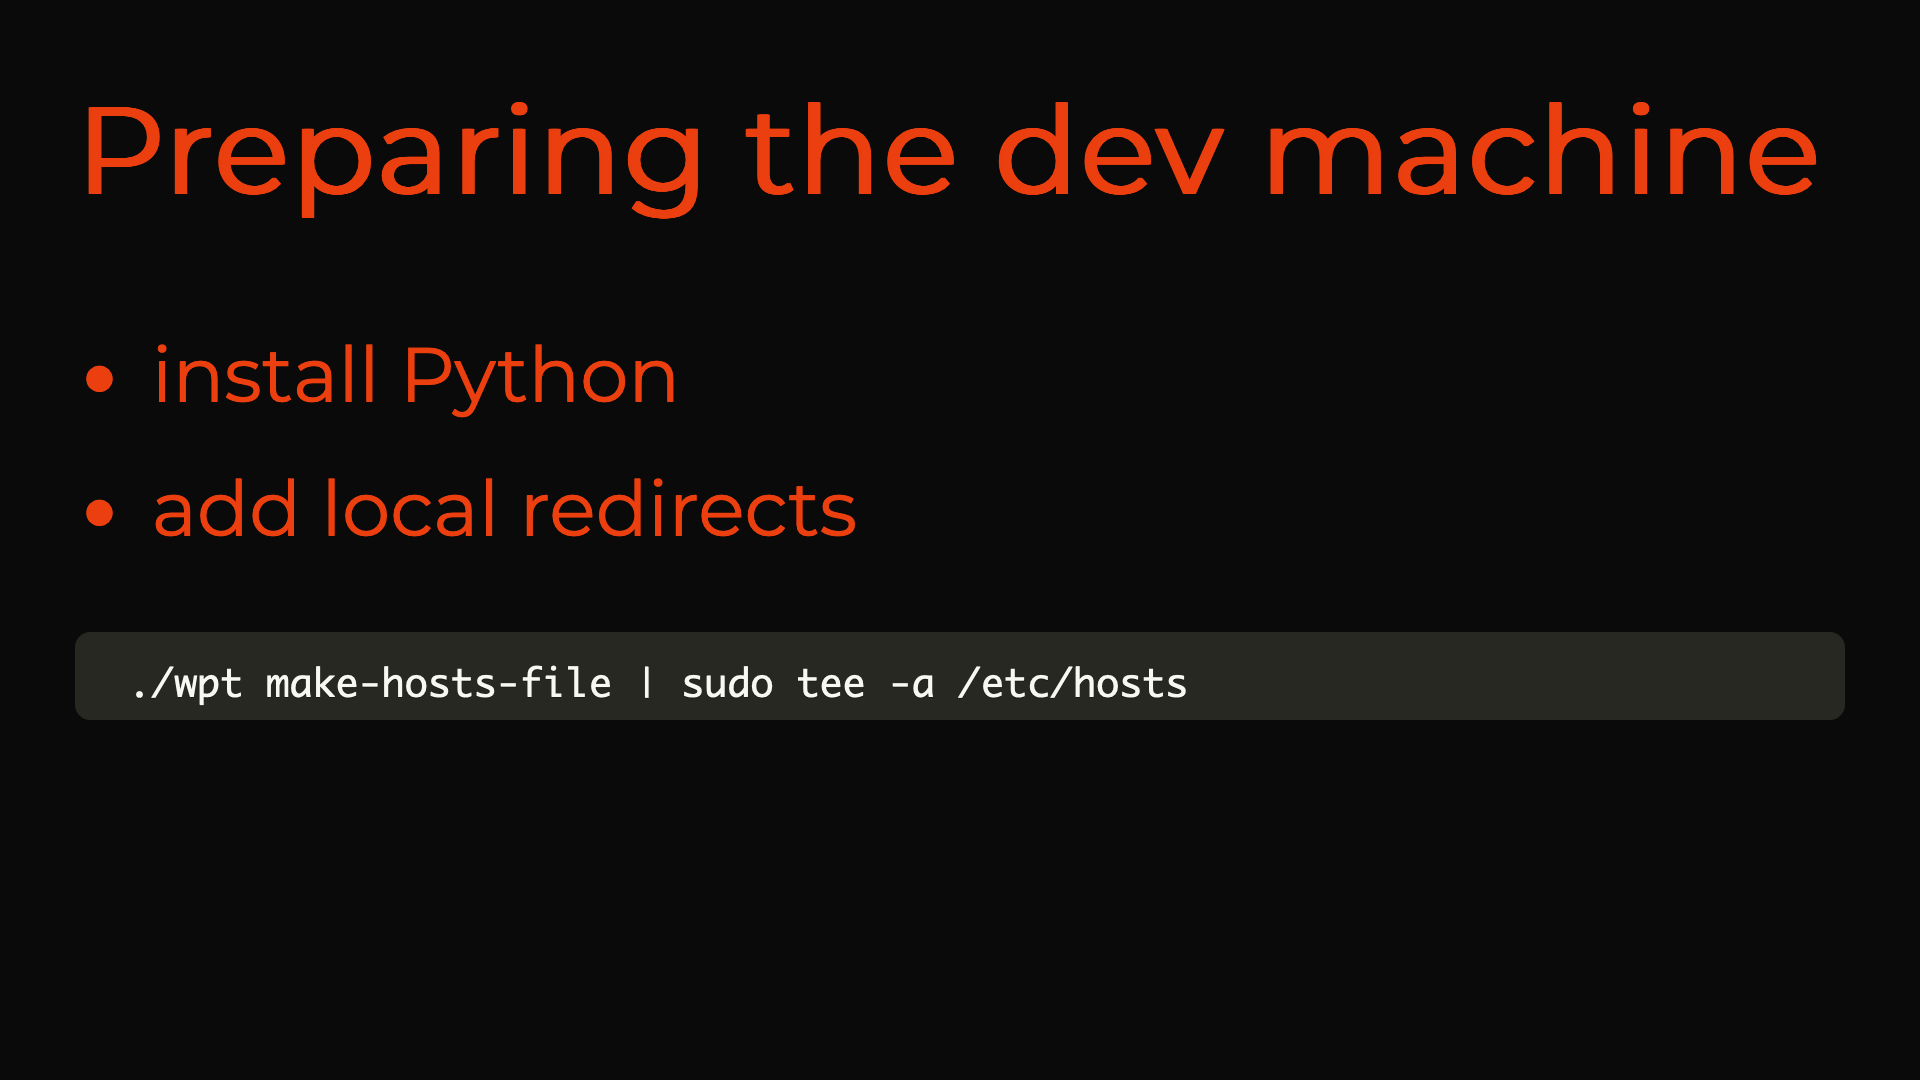 Preparing the dev machine
• install Python
• add local redirects
./wpt make-hosts-file | sudo tee -a /etc/hosts